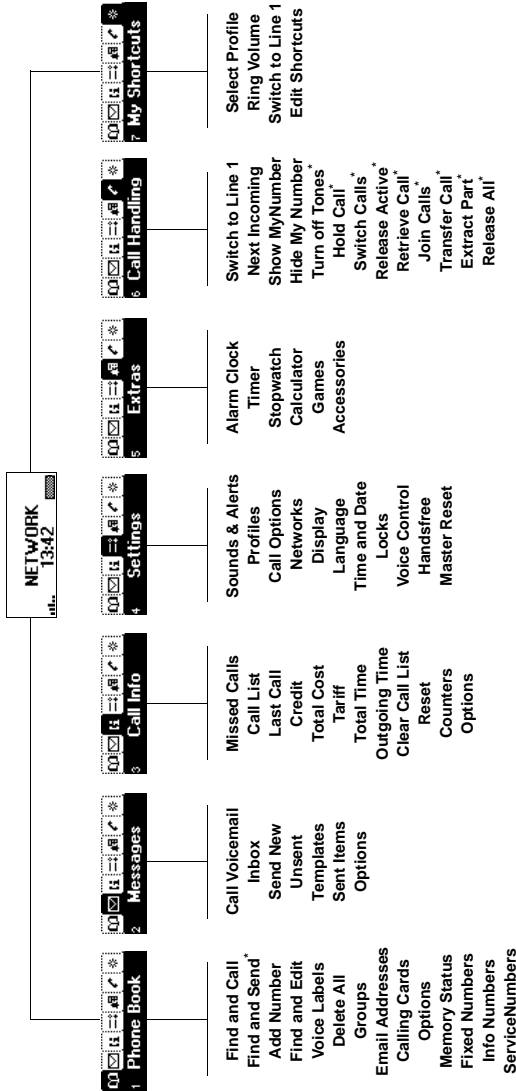 NETWORK
13:42
1 Phone Book
Find and Call
Find and Send*
Add Number
Find and Edit
Voice Labels
Delete All
Groups
Email Addresses
Calling Cards
Options
Memory Status
Fixed Numbers
Info Numbers
ServiceNumbers
2 Messages
Call Voicemail
Inbox
Send New
Unsent
Templates
Sent Items
Options
3 Call Info
Missed Calls
Call List
Last Call
Credit
Total Cost
Tariff
Total Time
Outgoing Time
Clear Call List
Reset
Counters
Options
4 Settings
Sounds & Alerts
Profiles
Call Options
Networks
Display
Language
Time and Date
Locks
Voice Control
Handsfree
Master Reset
5 Extras
Alarm Clock
Timer
Stopwatch
Calculator
Games
Accessories
6 Call Handling
Switch to Line 1
Next Incoming
Show MyNumber
Hide My Number
Turn off Tones*
Hold Call*
Switch Calls*
Release Active*
Retrieve Call*
Join Calls*
Transfer Call*
Extract Part*
Release All*
7 My Shortcuts
Select Profile
Ring Volume
Switch to Line 1
Edit Shortcuts